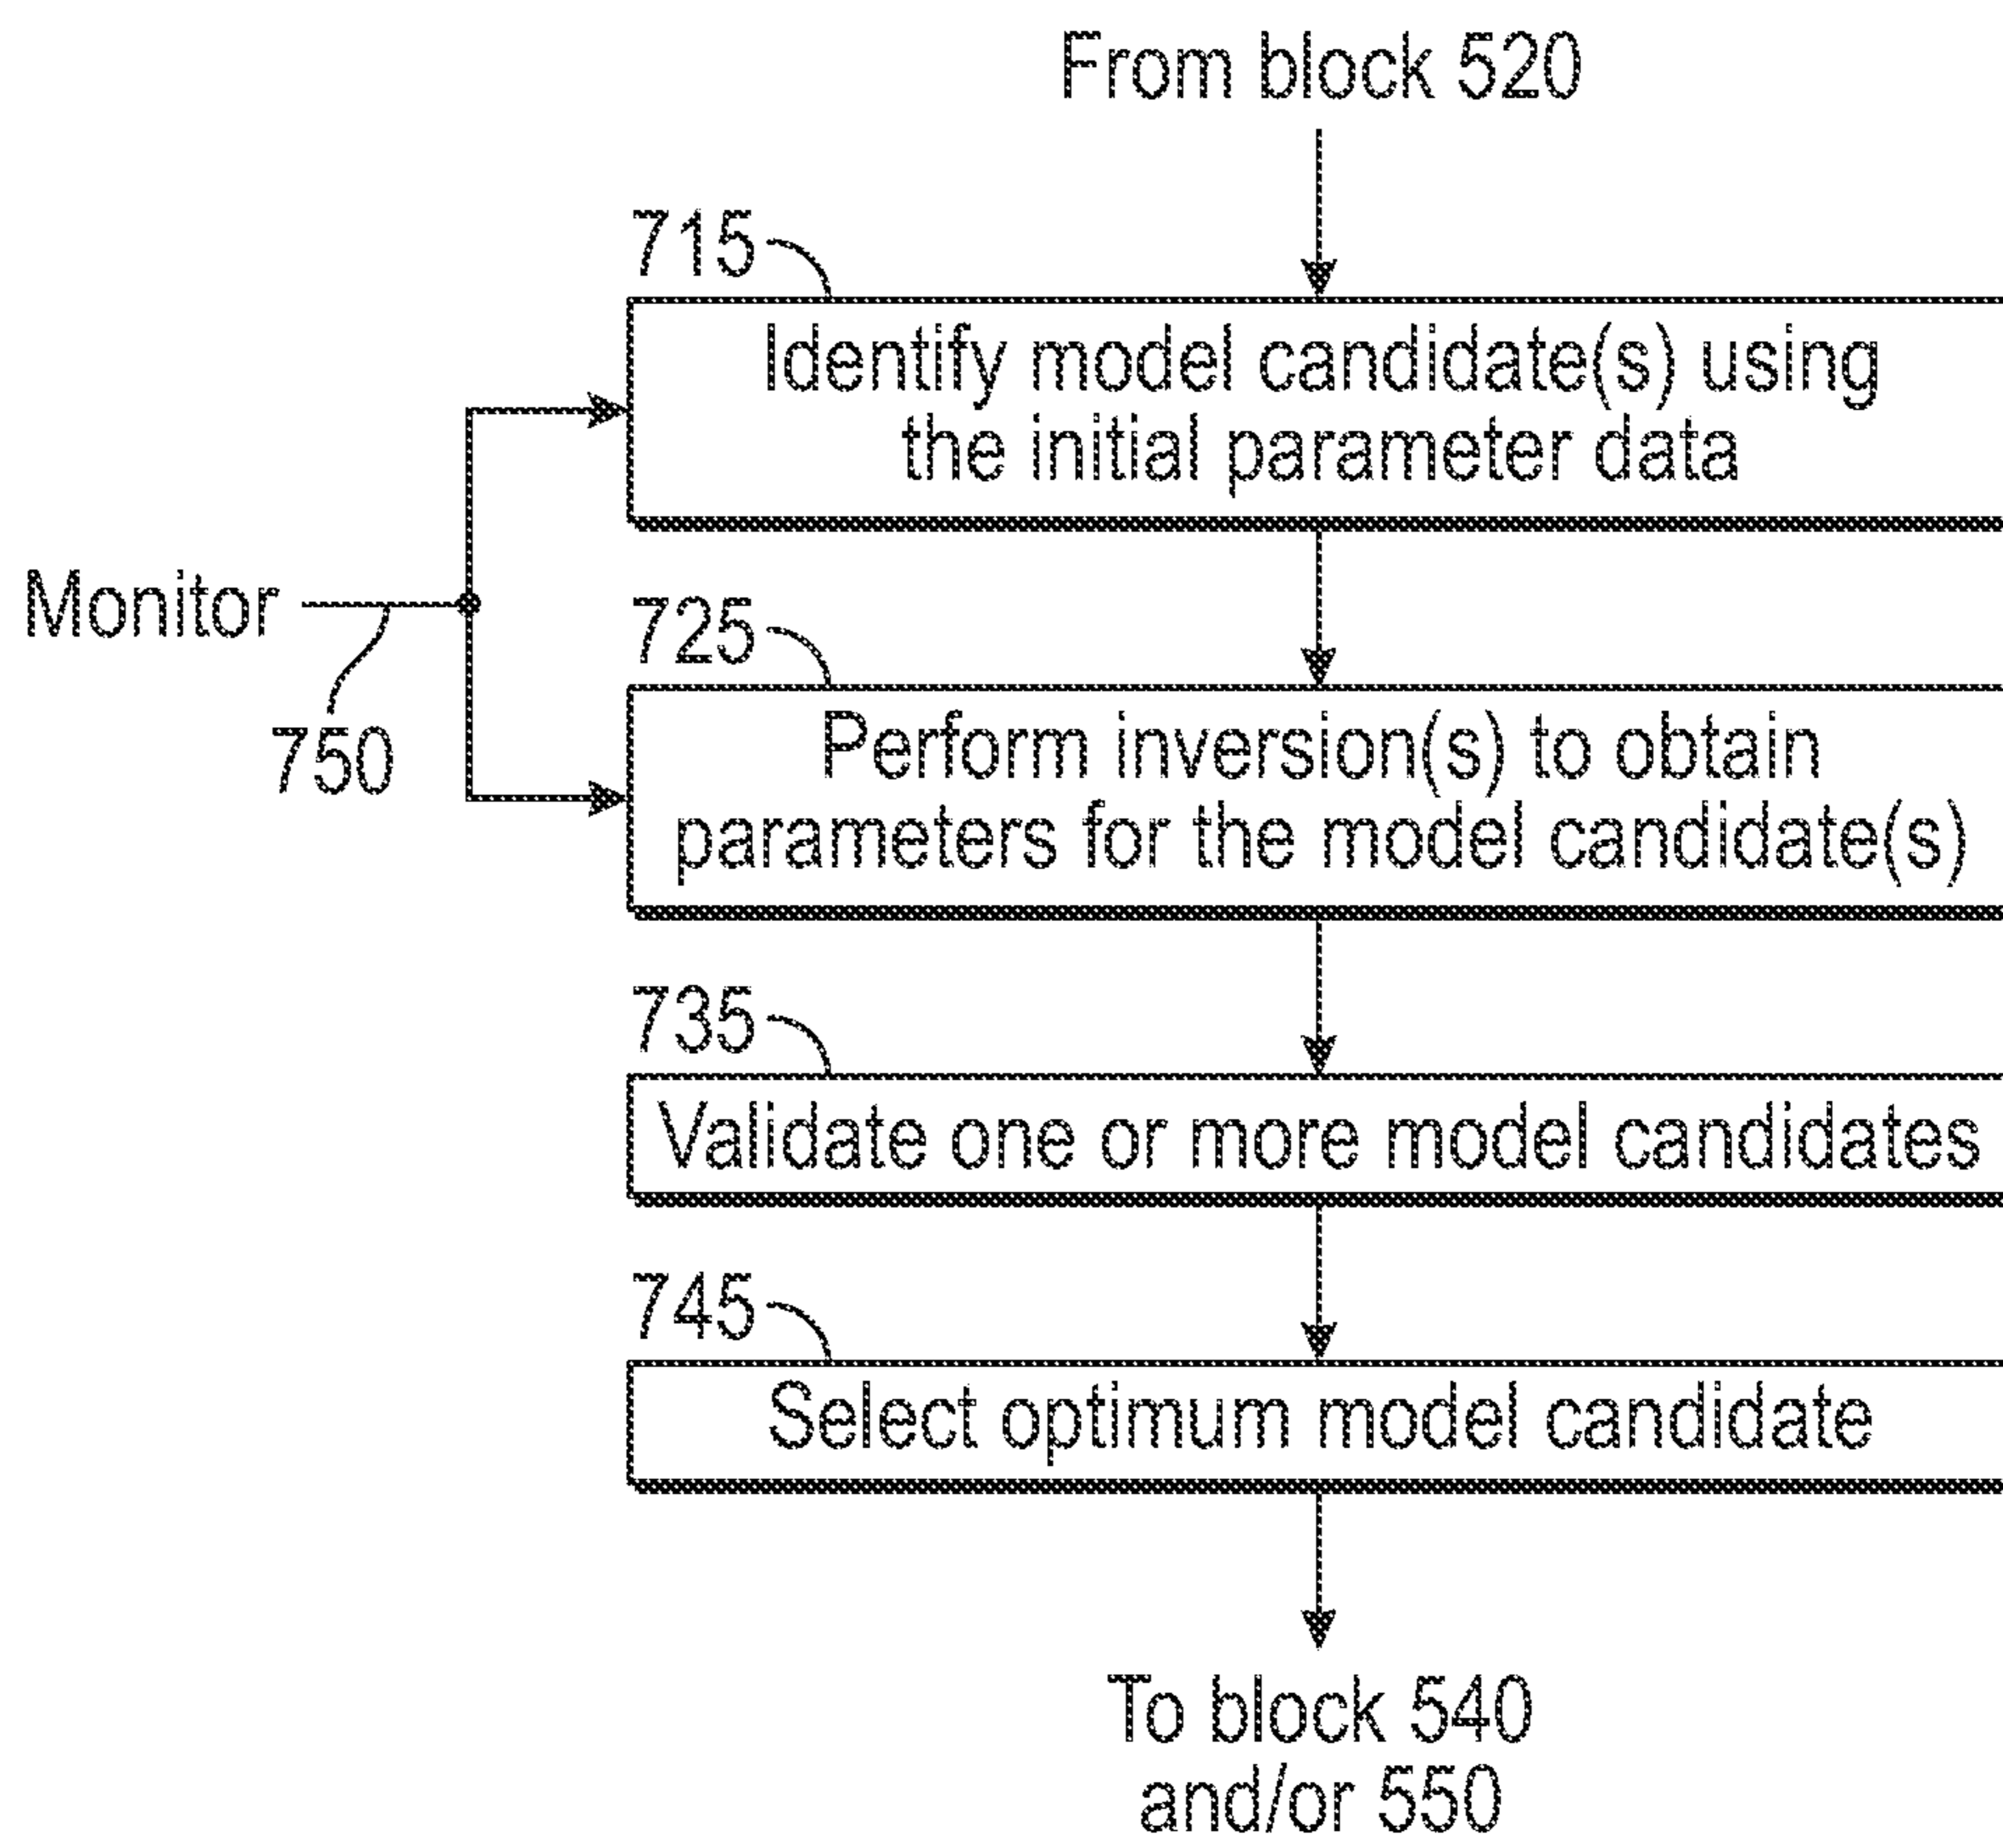 From block 520
715
Identify model candidate(s) using
the initial parameter data
Monitor
750
725
Perform inversion(s) to obtain
parameters for the model candidate(s)
735
Validate one or more model candidates
745
Select optimum model candidate
To block 540
and/or 550